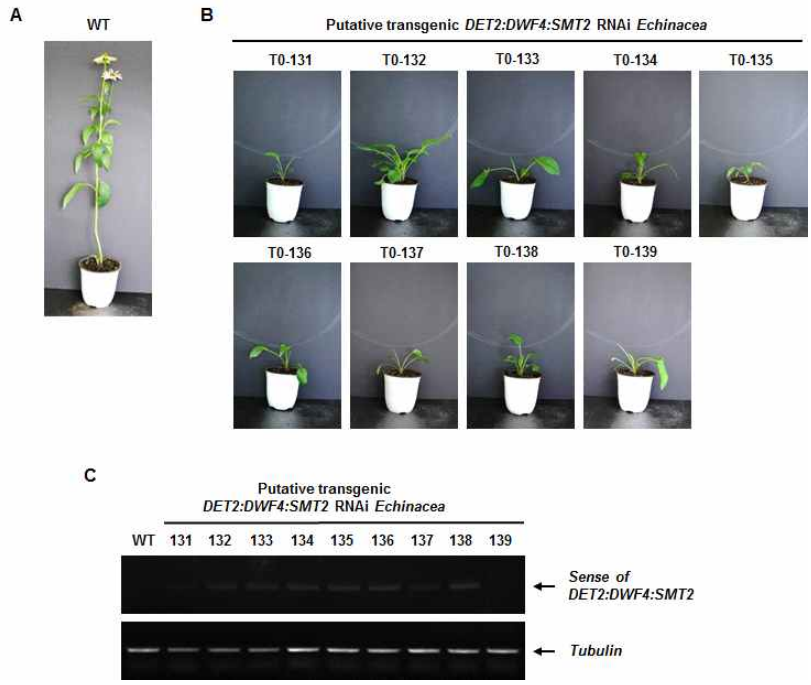 A
WT
B
Putative transgenic DET2:DWF4:SMT2 RNAi Echinacea
T0-131 T0-132 T0-133 T0-134 T0-135
T0-136 T0-137 T0-138 T0-139
C
Putative transgenic
DET2:DWF4:SMT2 RNAi Echinacea
WT 131 132 133 134 135 136 137 138 139
Sense of
DET2:DWF4:SMT2
Tubulin